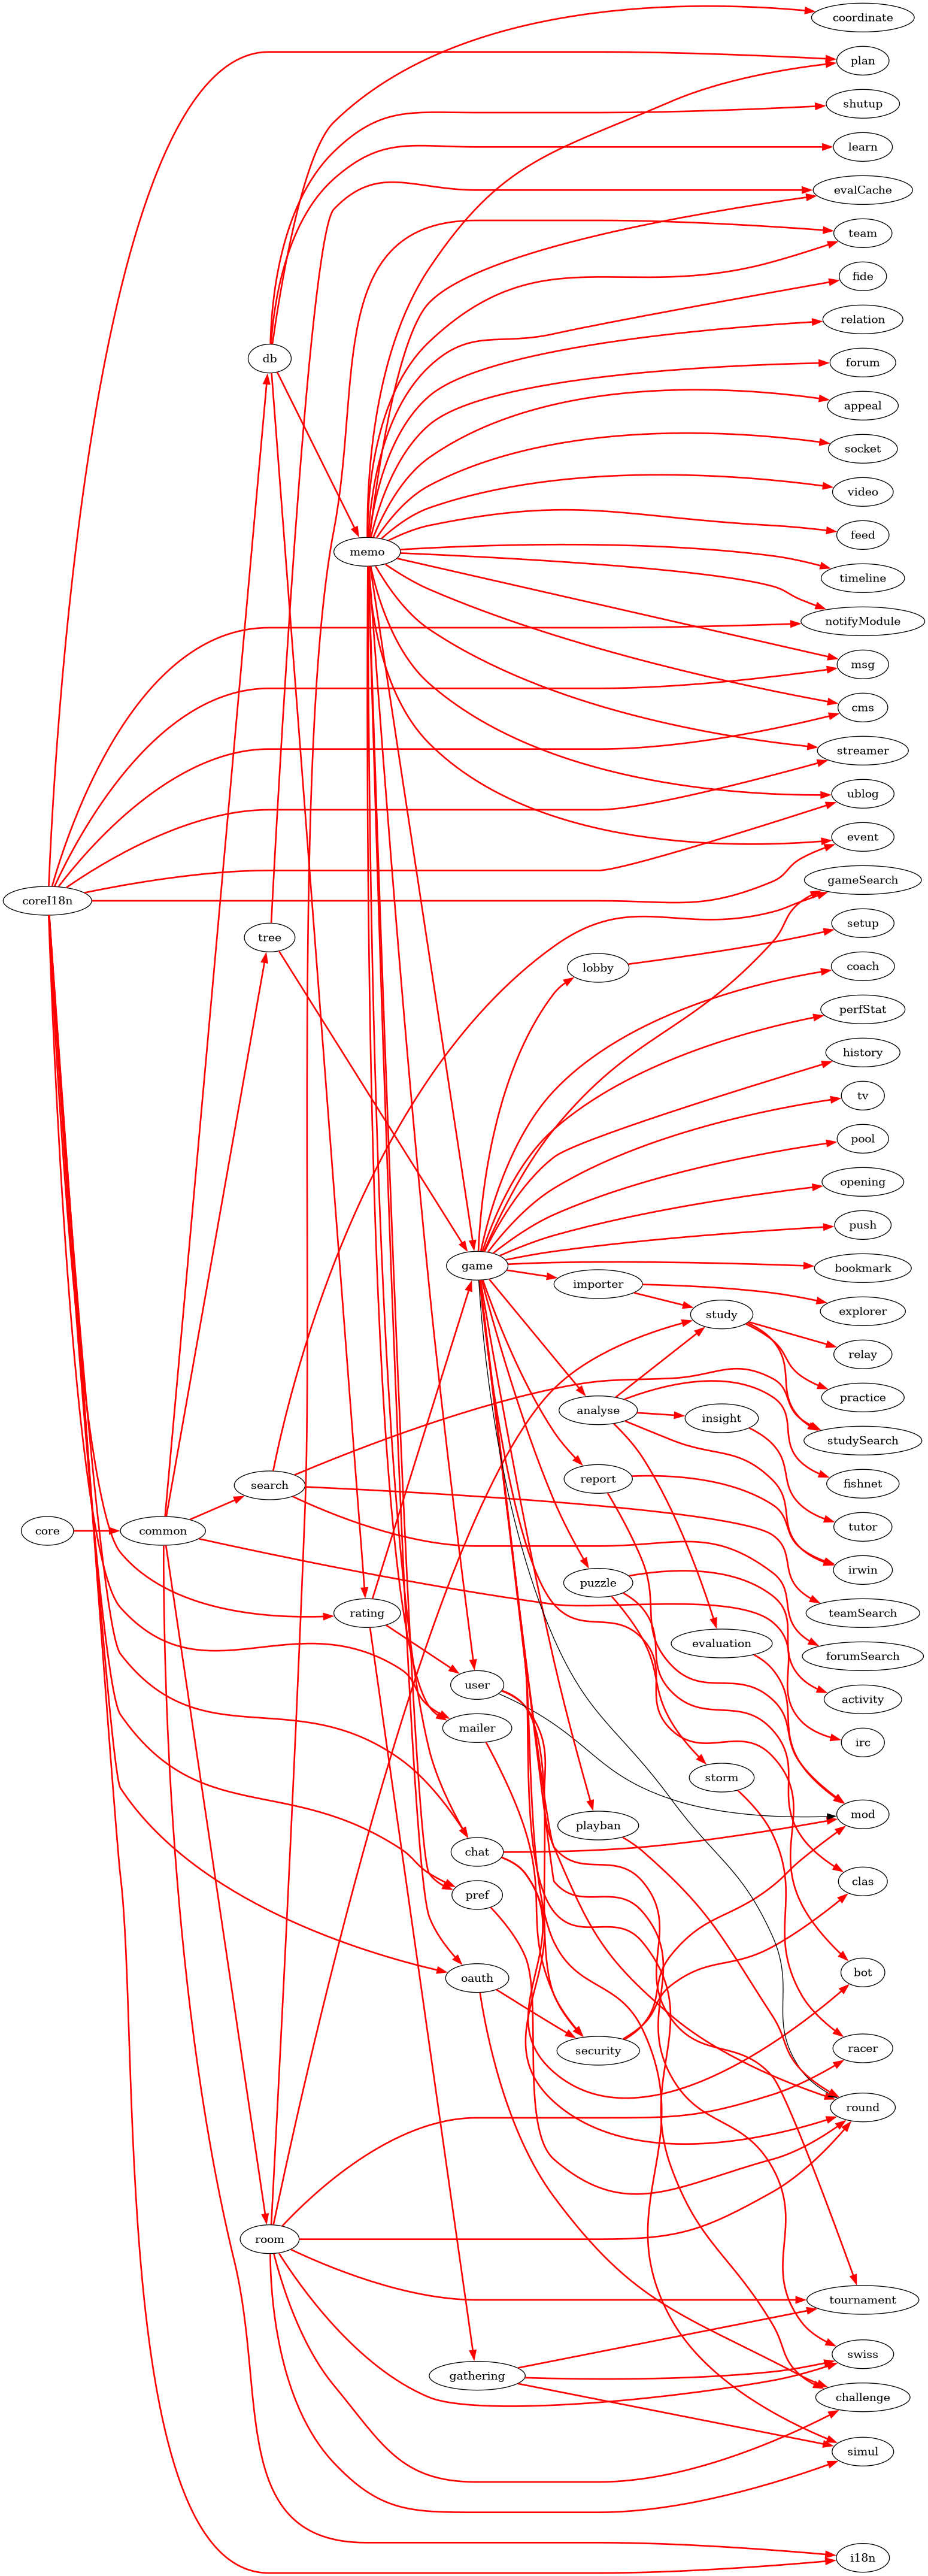 coordinate
plan
shutup
learn
evalCache
team
fide
relation
db
forum
appeal
socket
video
feed
memo
timeline
notifyModule
msg
cms
streamer
ublog
event
gameSearch
coreI18n
setup
tree
lobby
coach
perfStat
history
tv
pool
opening
push
game
bookmark
importer
explorer
study
relay
practice
analyse
insight
studySearch
report
fishnet
search
tutor
core
common
irwin
puzzle
rating
teamSearch
evaluation
forumSearch
user
activity
mailer
irc
storm
mod
playban
chat
clas
pref
bot
oauth
racer
security
round
room
tournament
swiss
gathering
challenge
simul
i18n